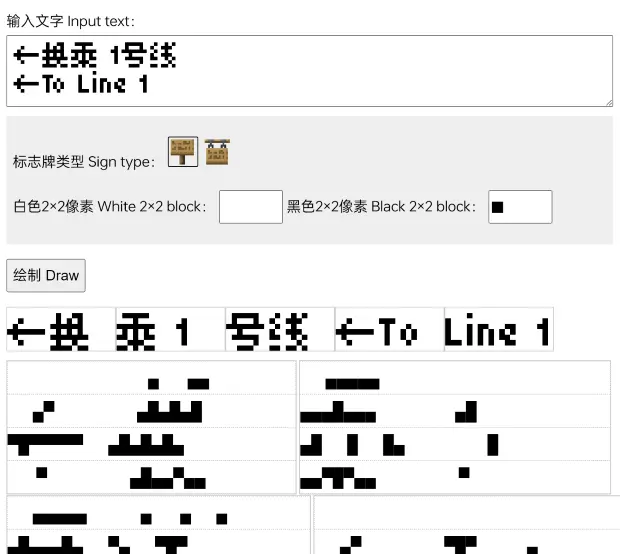 输入文字 Input text：
←换乘 1号线
←To Line 1
标志牌类型 Sign type：
白色2×2像素 White 2×2 block： 黑色2×2像素 Black 2×2 block： ■
绘制 Draw
←换乘 1号线←To Line 1